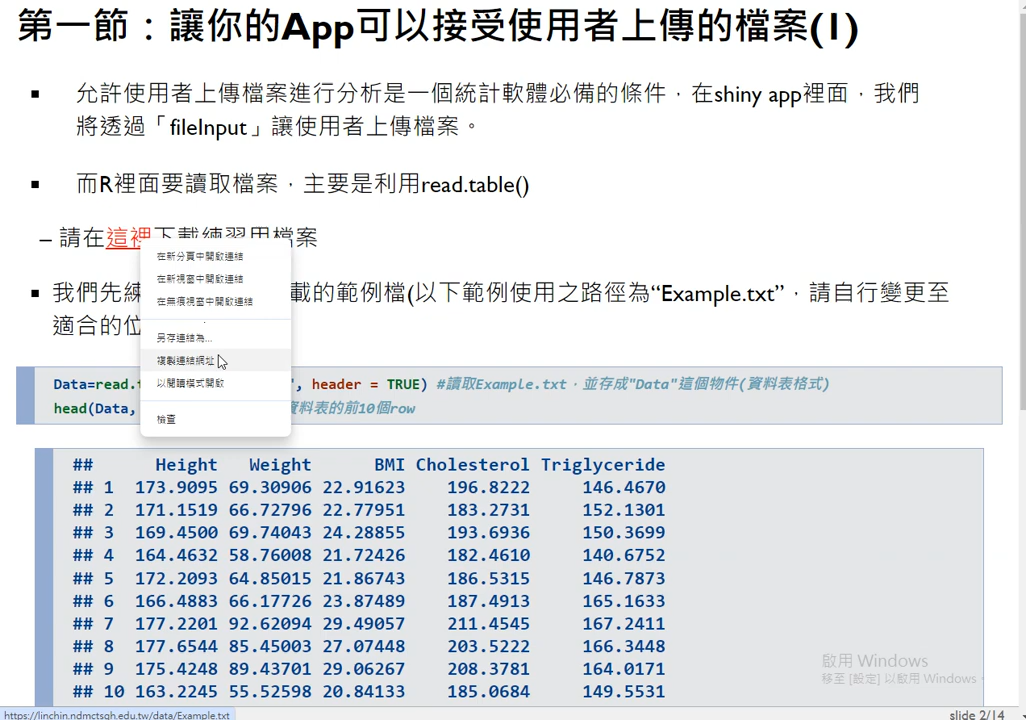 第一節：讓你的App可以接受使用者上傳的檔案(1)
▪ 允許使用者上傳檔案進行分析是一個統計軟體必備的條件，在shiny app裡面，我們
將透過「fileInput」讓使用者上傳檔案。
▪ 而R裡面要讀取檔案，主要是利用read.table()
– 請在這裡下載練習用檔案
在新分頁中開啟連結
在新視窗中開啟連結
在無痕視窗中開啟連結
另存連結為...
複製連結網址
以閱讀模式開啟
檢查
▪ 我們先練 載的範例檔(以下範例使用之路徑為“Example.txt”，請自行變更至
適合的位
Data=read.t ", header = TRUE) #讀取Example.txt，並存成"Data"這個物件(資料表格式)
head(Data, 資料表的前10個row
## Height Weight BMI Cholesterol Triglyceride
## 1 173.9095 69.30906 22.91623 196.8222 146.4670
## 2 171.1519 66.72796 22.77951 183.2731 152.1301
## 3 169.4500 69.74043 24.28855 193.6936 150.3699
## 4 164.4632 58.76008 21.72426 182.4610 140.6752
## 5 172.2093 64.85015 21.86743 186.5315 146.7873
## 6 166.4883 66.17726 23.87489 187.4913 165.1633
## 7 177.2201 92.62094 29.49057 211.4545 167.2411
## 8 177.6544 85.45003 27.07448 203.5222 166.3448
## 9 175.4248 89.43701 29.06267 208.3781 164.0171
## 10 163.2245 55.52598 20.84133 185.0684 149.5531
啟用 Windows
移至 [設定] 以啟用 Windows。
https://linchin.ndmctsgh.edu.tw/data/Example.txt
slide 2/14